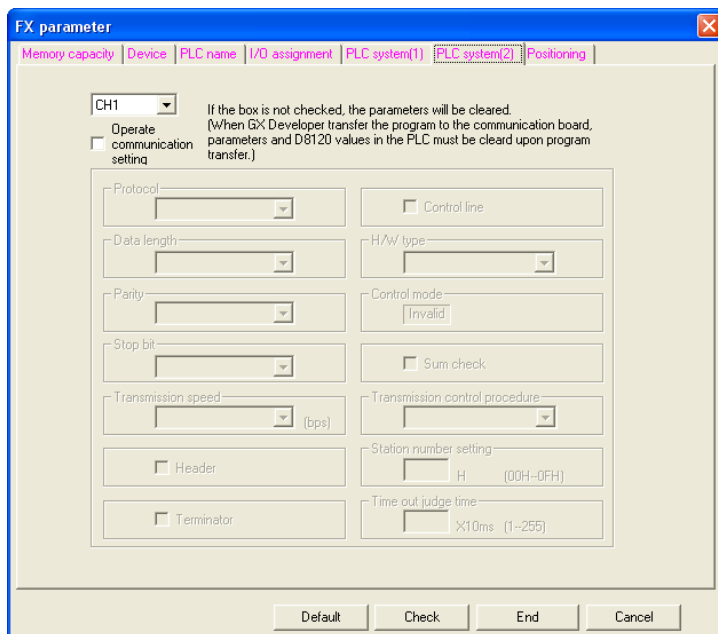 FX parameter
Memory capacity Device PLC name I/O assignment PLC system(1) PLC system(2) Positioning
CH1
If the box is not checked, the parameters will be cleared.
(When GX Developer transfer the program to the communication board,
parameters and D8120 values in the PLC must be cleard upon program
transfer.)
Operate
communication
setting
Protocol
Control line
Data length
H/W type
Parity
Control mode
Invalid
Stop bit
Sum check
Transmission speed
(bps)
Transmission control procedure
Header
Station number setting
H (00H--0FH)
Terminator
Time out judge time
X10ms (1--255)
Default Check End Cancel